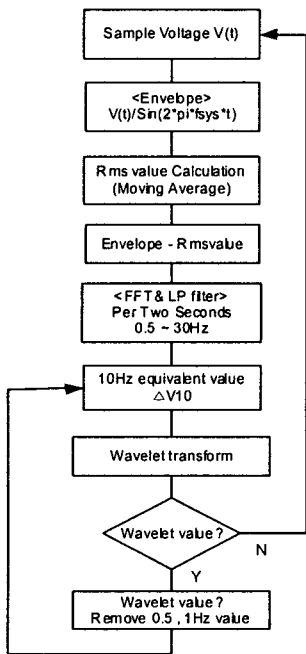 Sample Voltage V(t)
<Envelope>
V(t)/Sin(2*pi*fsys*t)
Rms value Calculation
(Moving Average)
Envelope - Rmsvalue
<FFT & LP filter>
Per Two Seconds
0.5 ~ 30Hz
10Hz equivalent value
△V10
Wavelet transform
Wavelet value?
N
Y
Wavelet value?
Remove 0.5 , 1Hz value